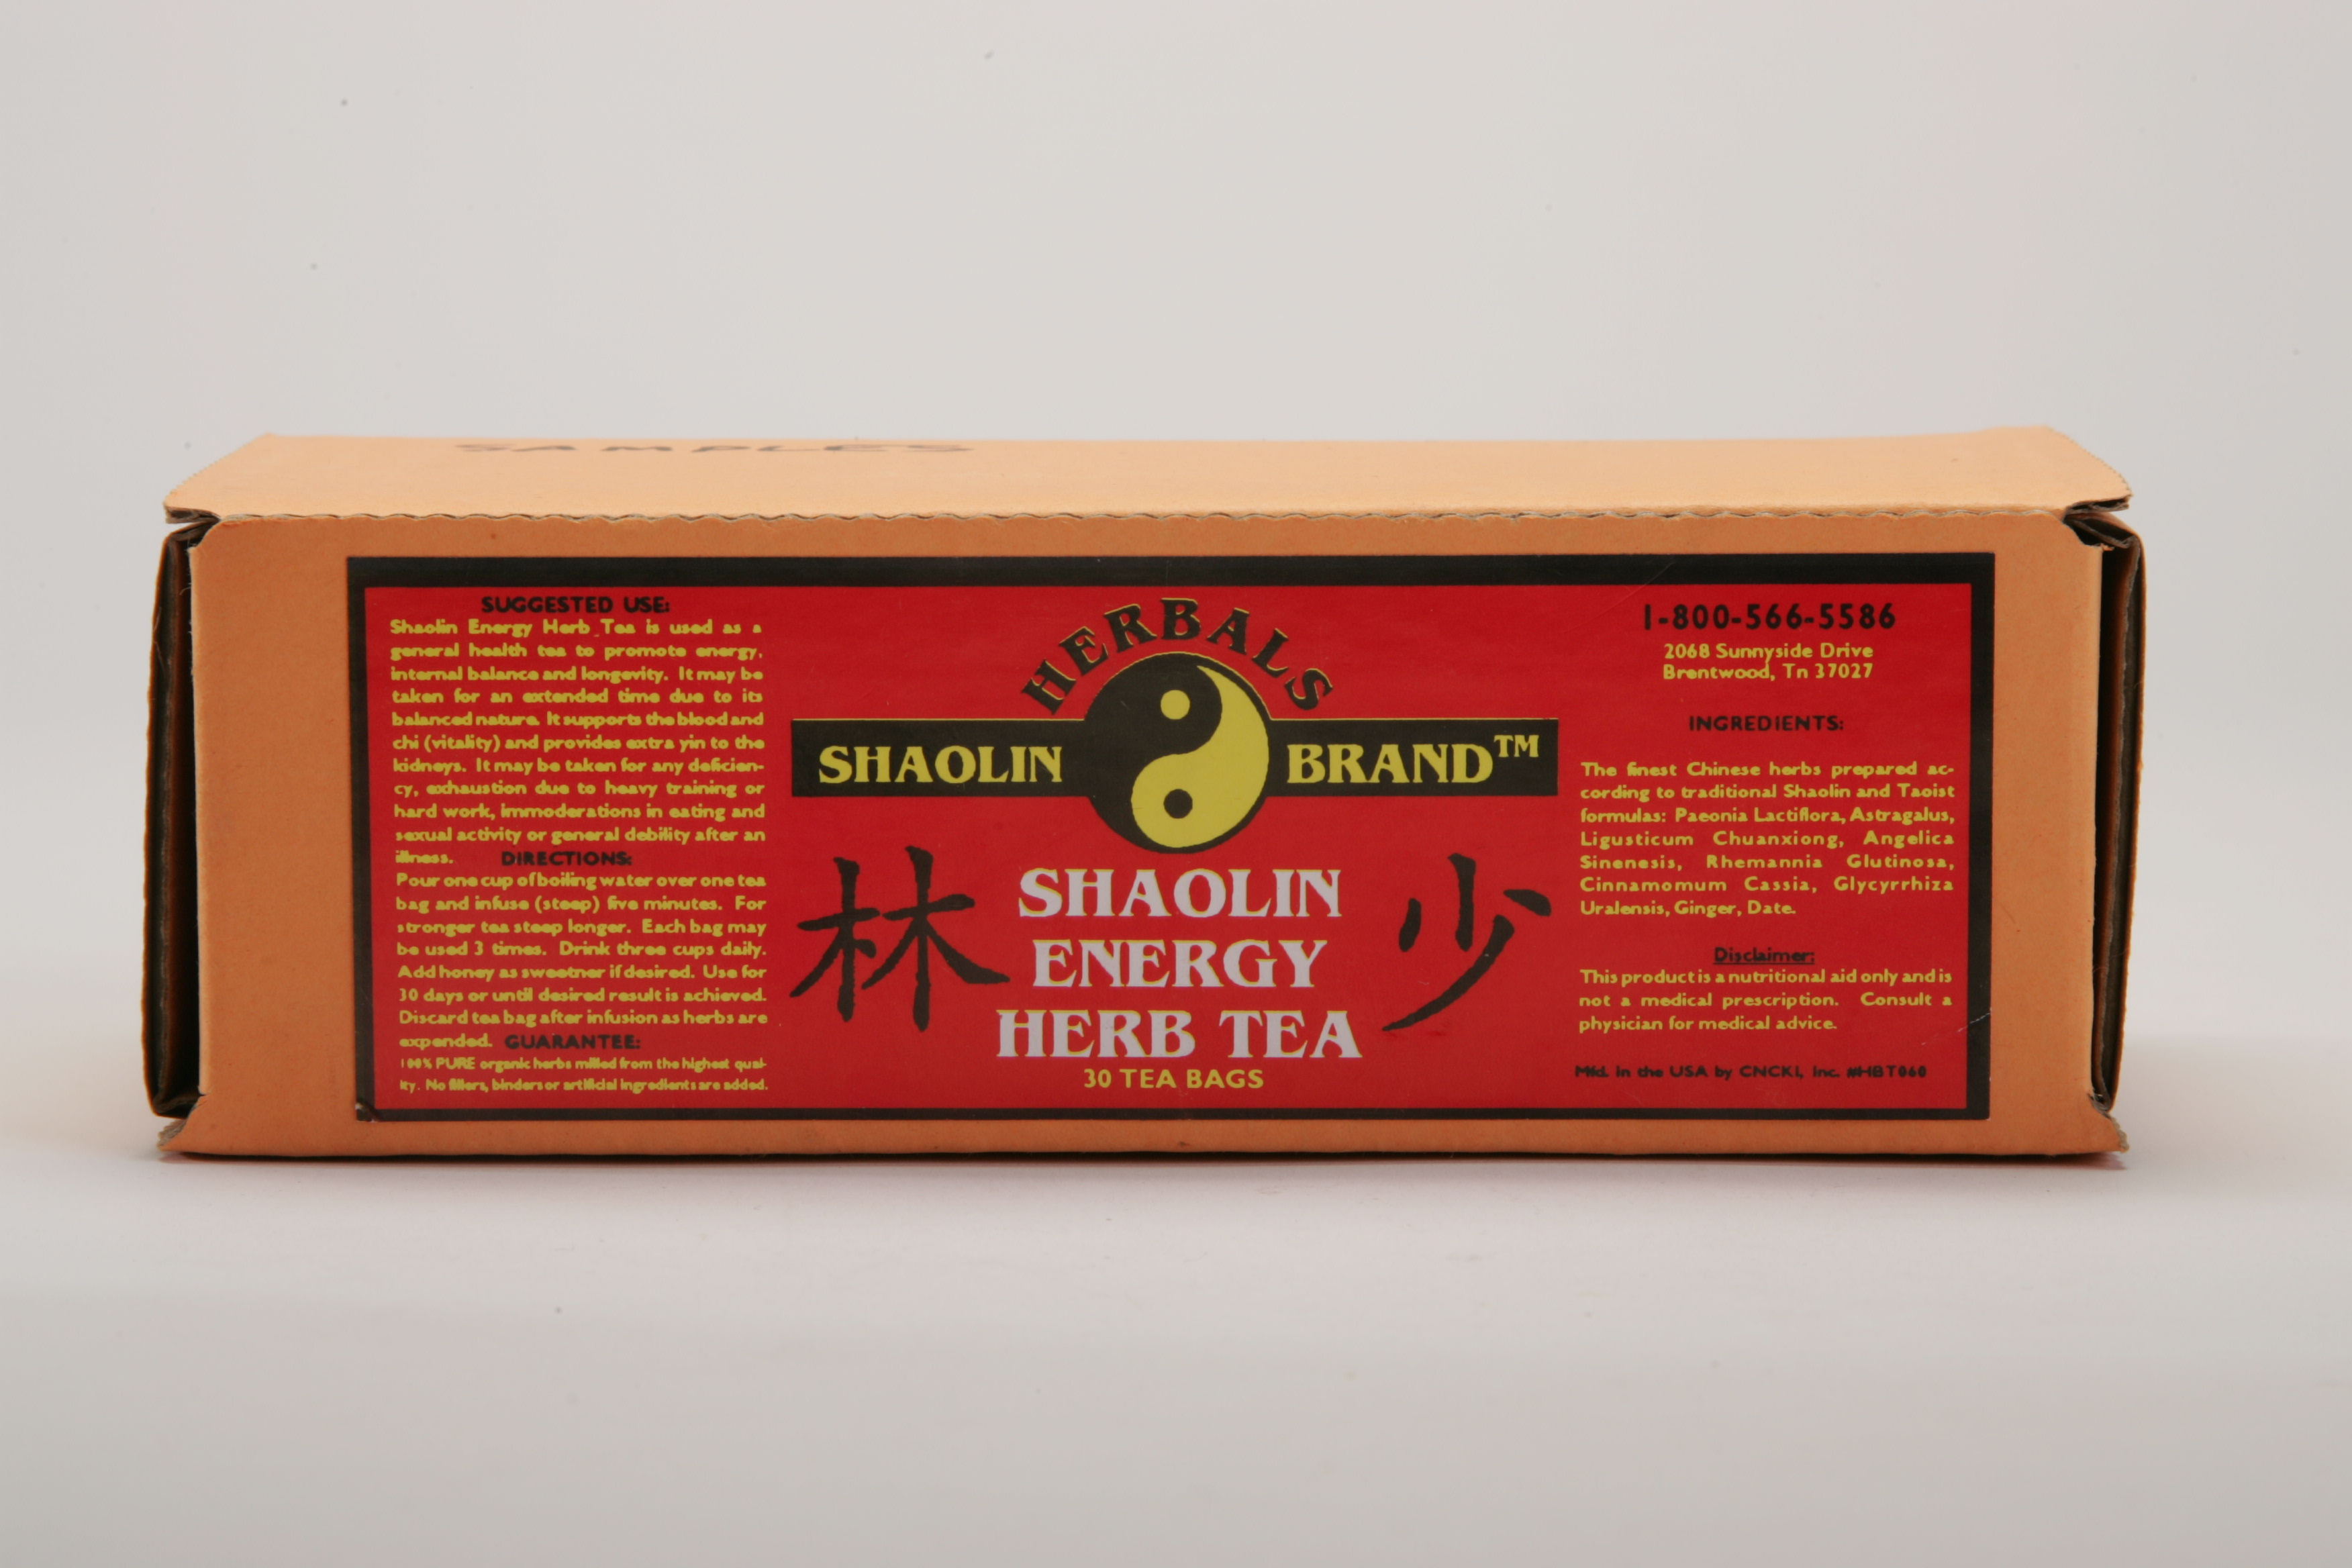 SAMPLES
SUGGESTED USE:
Shaolin Energy Herb Tea is used as a
general health tea to promote energy,
internal balance and longevity. It may be
taken for an extended time due to its
balanced nature. It supports the blood and
chi (vitality) and provides extra yin to the
kidneys. It may be taken for any deficien-
cy, exhaustion due to heavy training or
hard work, immoderations in eating and
sexual activity or general debility after an
illness. DIRECTIONS:
Pour one cup of boiling water over one tea
bag and infuse (steep) five minutes. For
stronger tea steep longer. Each bag may
be used 3 times. Drink three cups daily.
Add honey as sweetner if desired. Use for
30 days or until desired result is achieved.
Discard tea bag after infusion as herbs are
expended. GUARANTEE:
100% PURE organic herbs milled from the highest qual-
ity. No fillers, binders or artificial ingredients are added.
HERBALS
SHAOLIN BRAND™
林 少
SHAOLIN
ENERGY
HERB TEA
30 TEA BAGS
1-800-566-5586
2068 Sunnyside Drive
Brentwood, Tn 37027
INGREDIENTS:
The finest Chinese herbs prepared ac-
cording to traditional Shaolin and Taoist
formulas: Paeonia Lactiflora, Astragalus,
Ligusticum Chuanxiong, Angelica
Sinenesis, Rhemannia Glutinosa,
Cinnamomum Cassia, Glycyrrhiza
Uralensis, Ginger, Date.
Disclaimer:
This product is a nutritional aid only and is
not a medical prescription. Consult a
physician for medical advice.
Mfd. in the USA by CNCKI, Inc. #HBT060